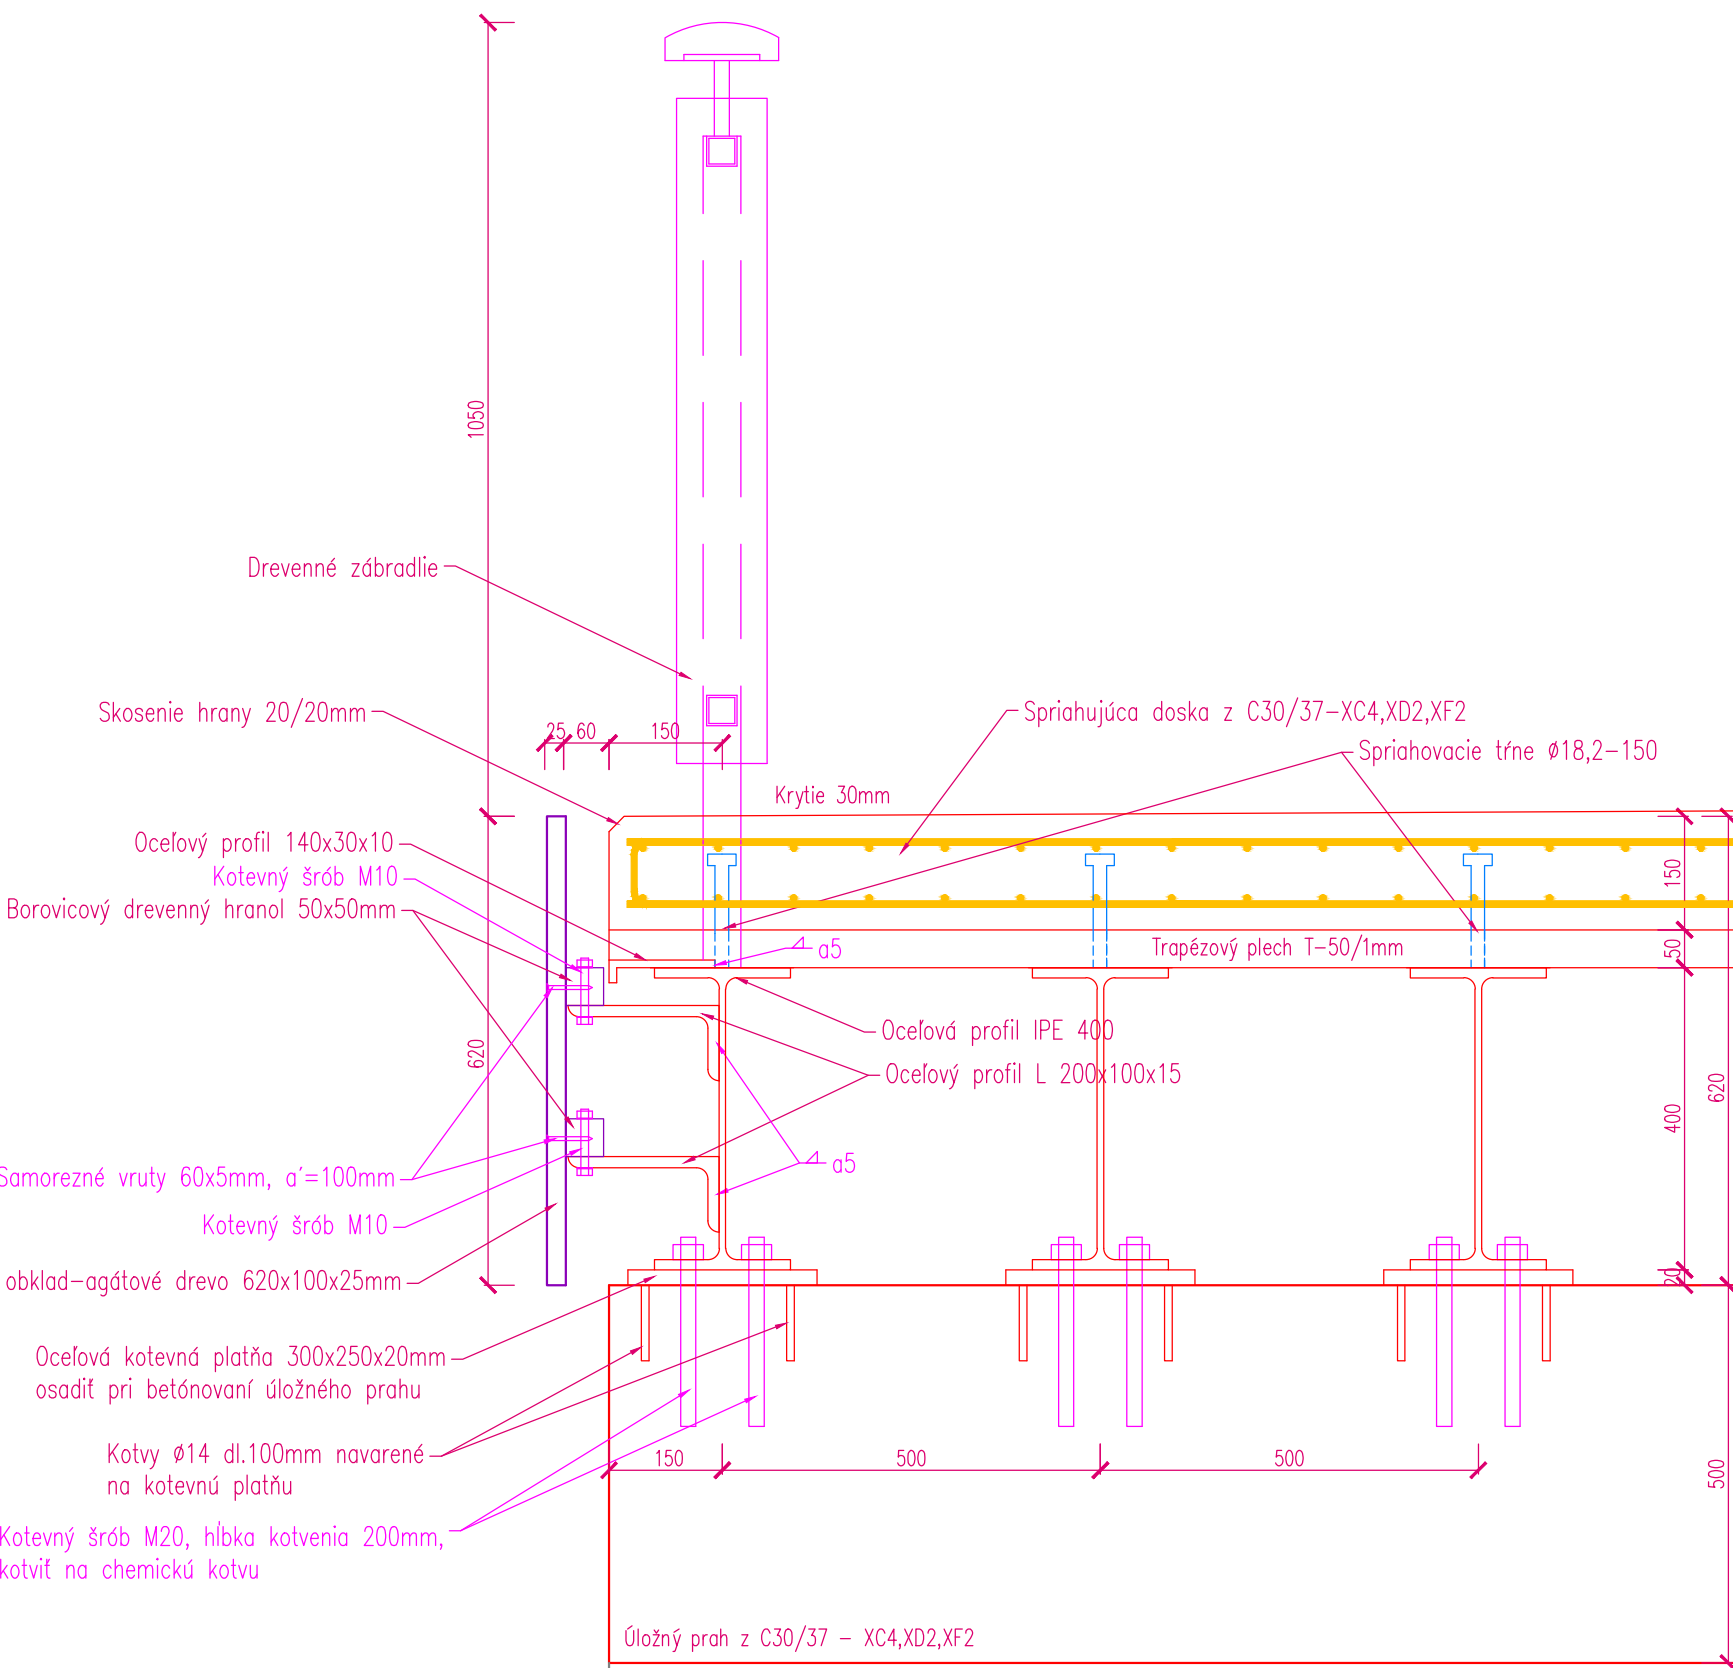 1050
Drevenné zábradlie
Skosenie hrany 20/20mm
25 60 150
Spriahujúca doska z C30/37-XC4,XD2,XF2
Spriahovacie tŕne ø18,2-150
Krytie 30mm
Oceľový profil 140x30x10
Kotevný šrób M10
Borovicový drevenný hranol 50x50mm
150
50
Trapézový plech T-50/1mm
a5
Oceľová profil IPE 400
Oceľový profil L 200x100x15
620
400
620
a5
Samorezné vruty 60x5mm, a´=100mm
Kotevný šrób M10
obklad-agátové drevo 620x100x25mm
20
Oceľová kotevná platňa 300x250x20mm
osadiť pri betónovaní úložného prahu
Kotvy ø14 dl.100mm navarené
na kotevnú platňu
150 500 500
500
Kotevný šrób M20, hĺbka kotvenia 200mm,
kotviť na chemickú kotvu
Úložný prah z C30/37 - XC4,XD2,XF2